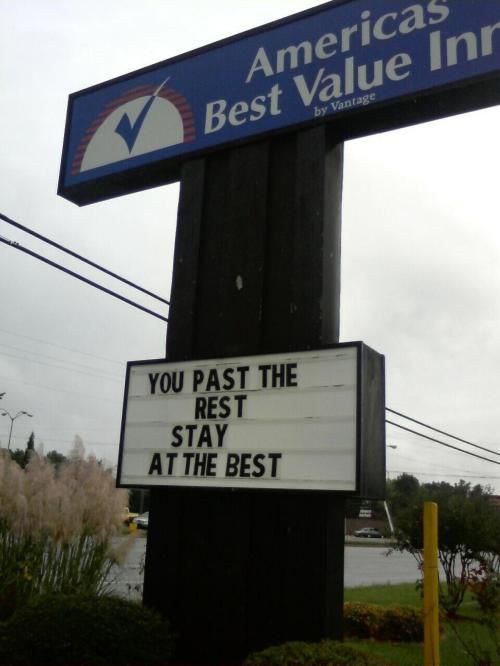 Americas
Best Value Inn
by Vantage
YOU PAST THE
REST
STAY
AT THE BEST